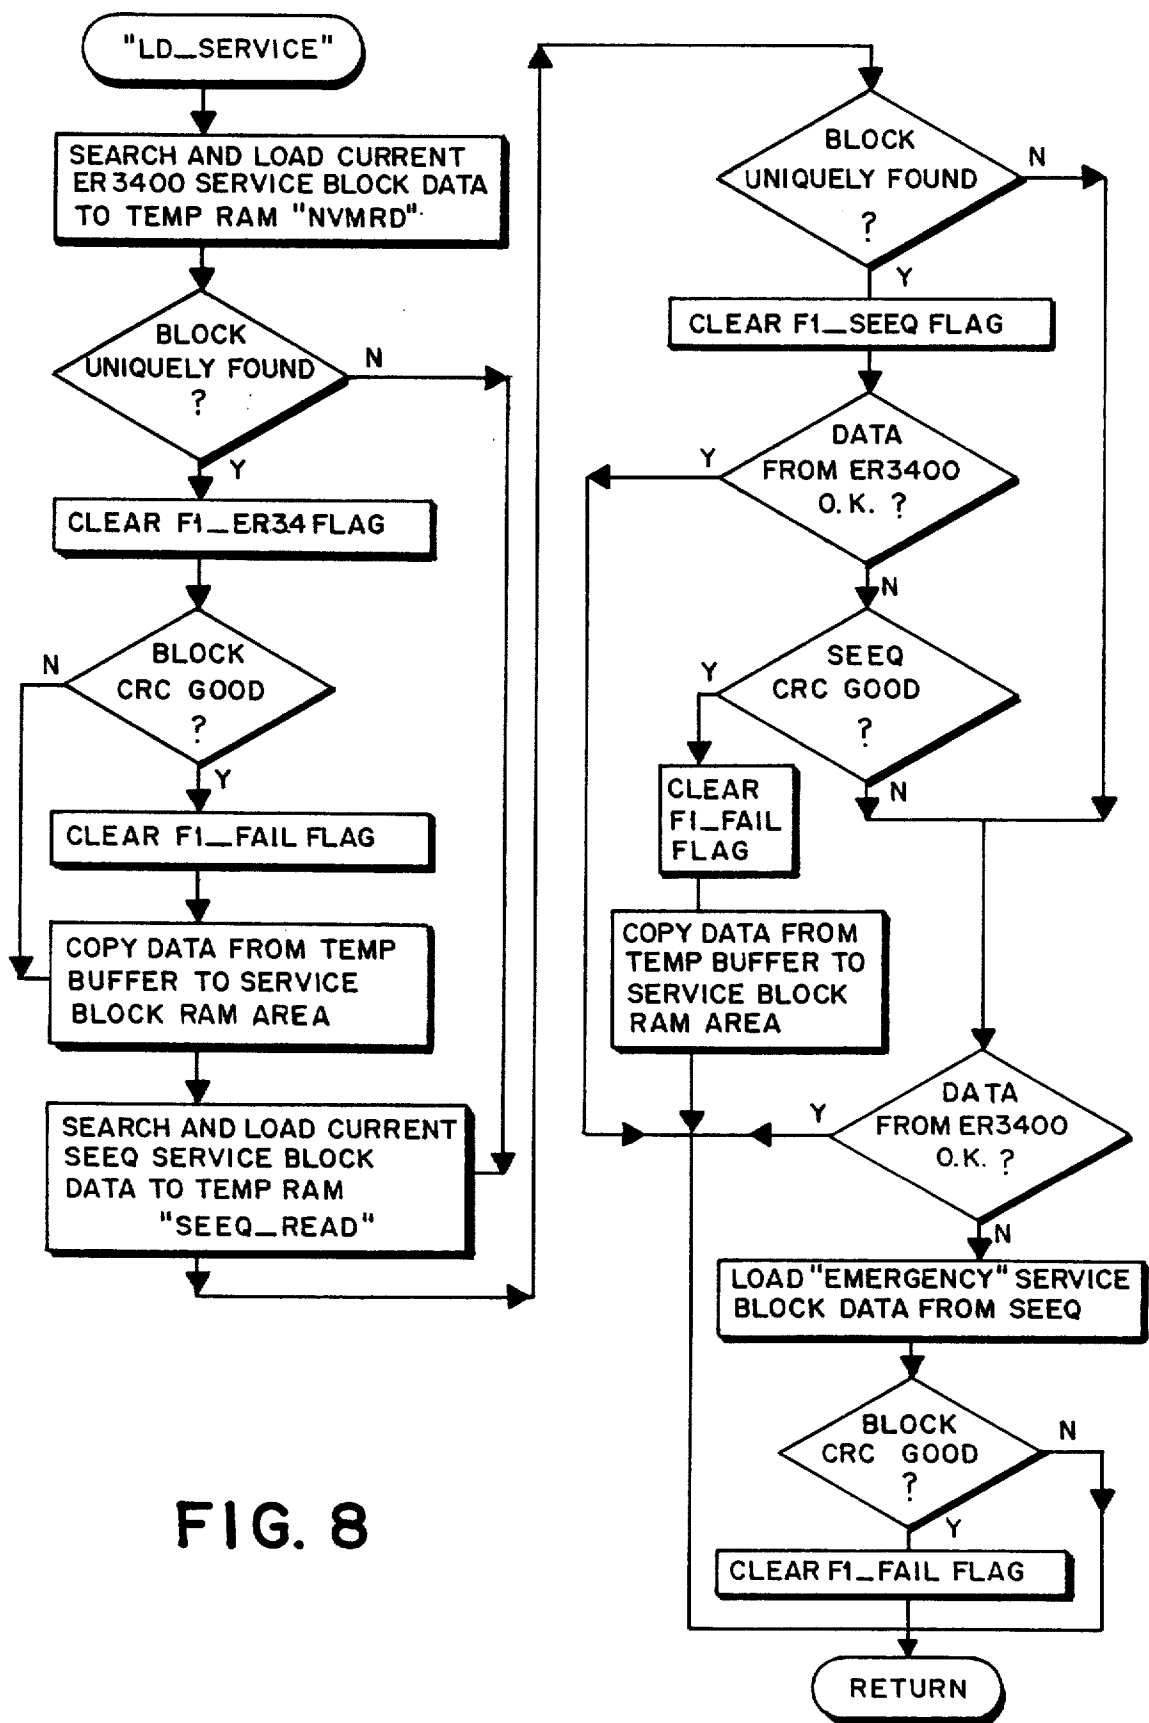 "LD_SERVICE"
SEARCH AND LOAD CURRENT
ER3400 SERVICE BLOCK DATA
TO TEMP RAM "NVMRD"
BLOCK
UNIQUELY FOUND
?
N
Y
CLEAR F1_ER34 FLAG
BLOCK
CRC GOOD
?
N
Y
CLEAR F1_FAIL FLAG
COPY DATA FROM TEMP
BUFFER TO SERVICE
BLOCK RAM AREA
SEARCH AND LOAD CURRENT
SEEQ SERVICE BLOCK
DATA TO TEMP RAM
"SEEQ_READ"
BLOCK
UNIQUELY FOUND
?
N
Y
CLEAR F1_SEEQ FLAG
DATA
FROM ER3400
O.K. ?
Y
N
SEEQ
CRC GOOD
?
Y
N
CLEAR
F1_FAIL
FLAG
COPY DATA FROM
TEMP BUFFER TO
SERVICE BLOCK
RAM AREA
DATA
FROM ER3400
O.K. ?
Y
N
LOAD "EMERGENCY" SERVICE
BLOCK DATA FROM SEEQ
BLOCK
CRC GOOD
?
N
Y
CLEAR F1_FAIL FLAG
RETURN
FIG. 8